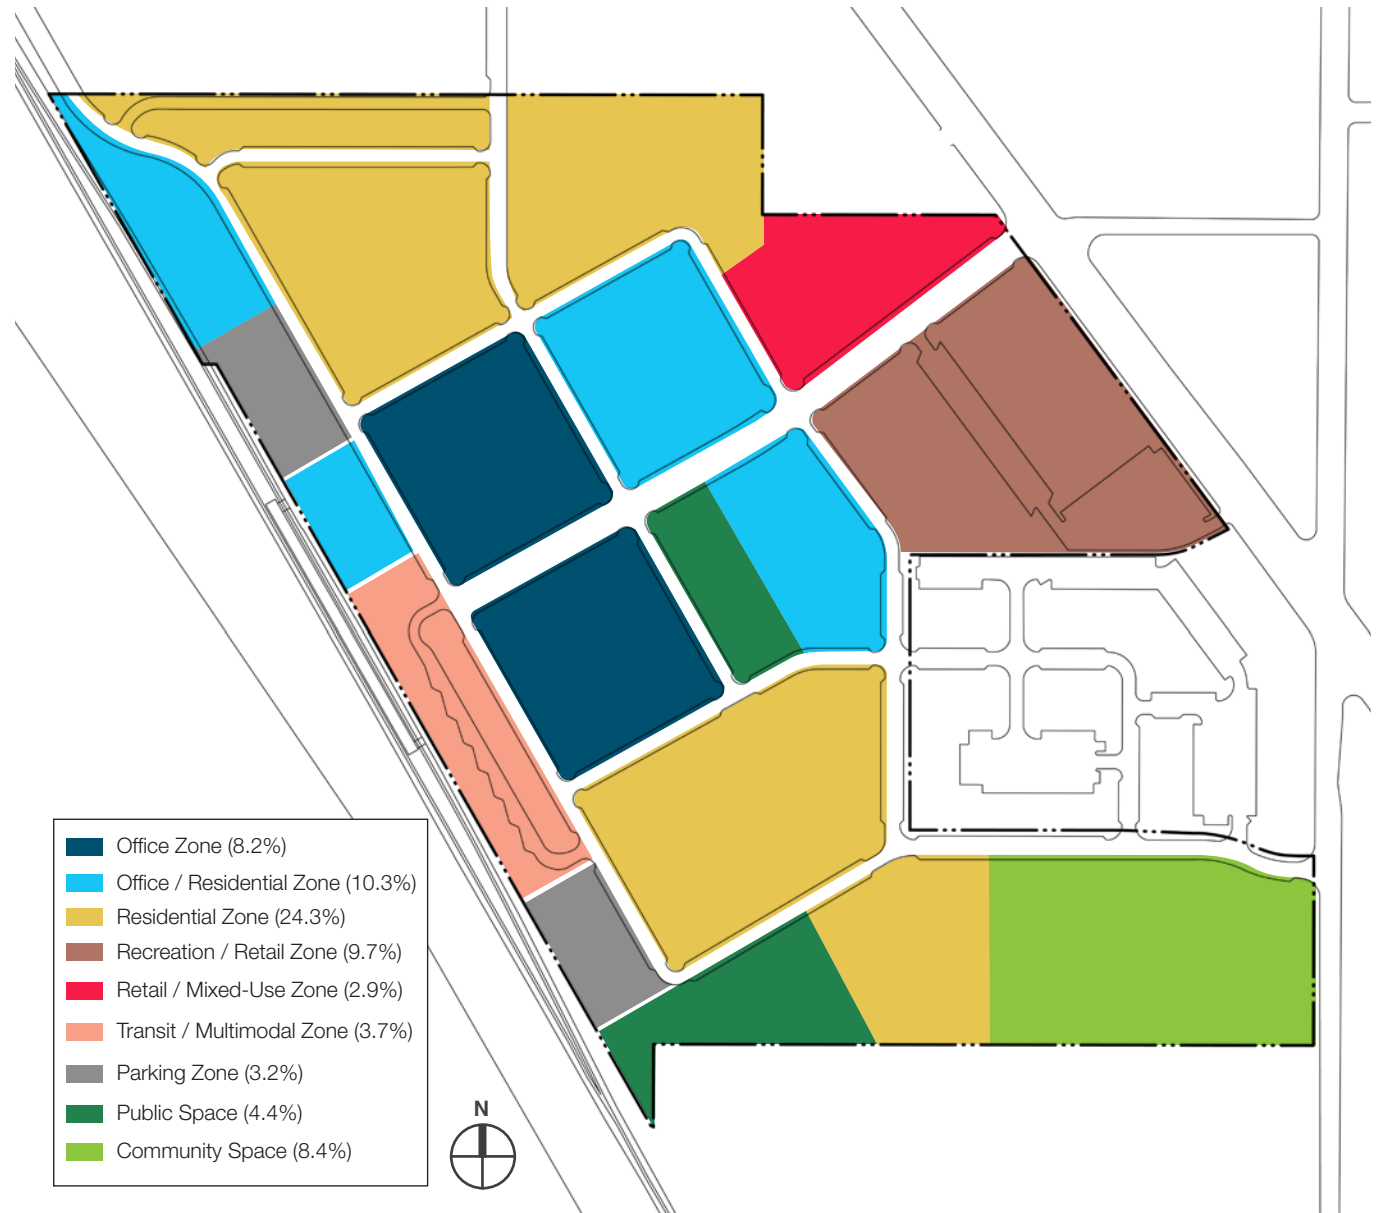 Office Zone (8.2%)
Office / Residential Zone (10.3%)
Residential Zone (24.3%)
Recreation / Retail Zone (9.7%)
Retail / Mixed-Use Zone (2.9%)
Transit / Multimodal Zone (3.7%)
Parking Zone (3.2%)
Public Space (4.4%)
Community Space (8.4%)
N